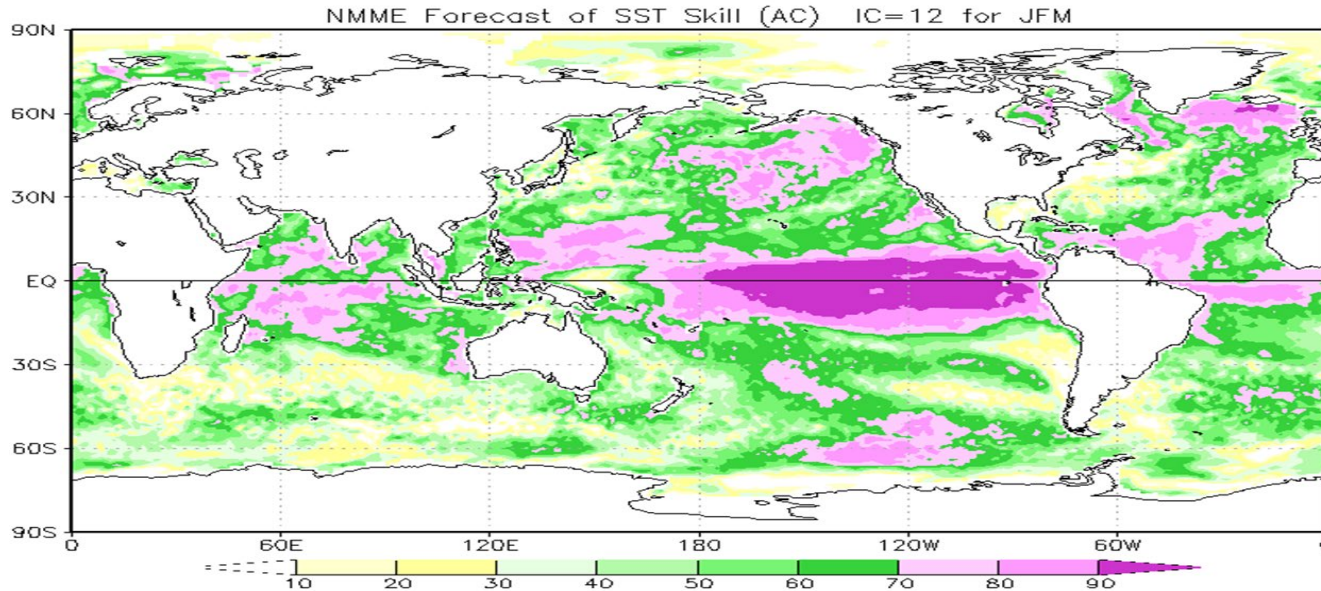 NMME Forecast of SST Skill (AC) IC=12 for JFM
90N
60N
30N
EQ
30S
60S
90S
0 60E 120E 180 120W 60W
10 20 30 40 50 60 70 80 90